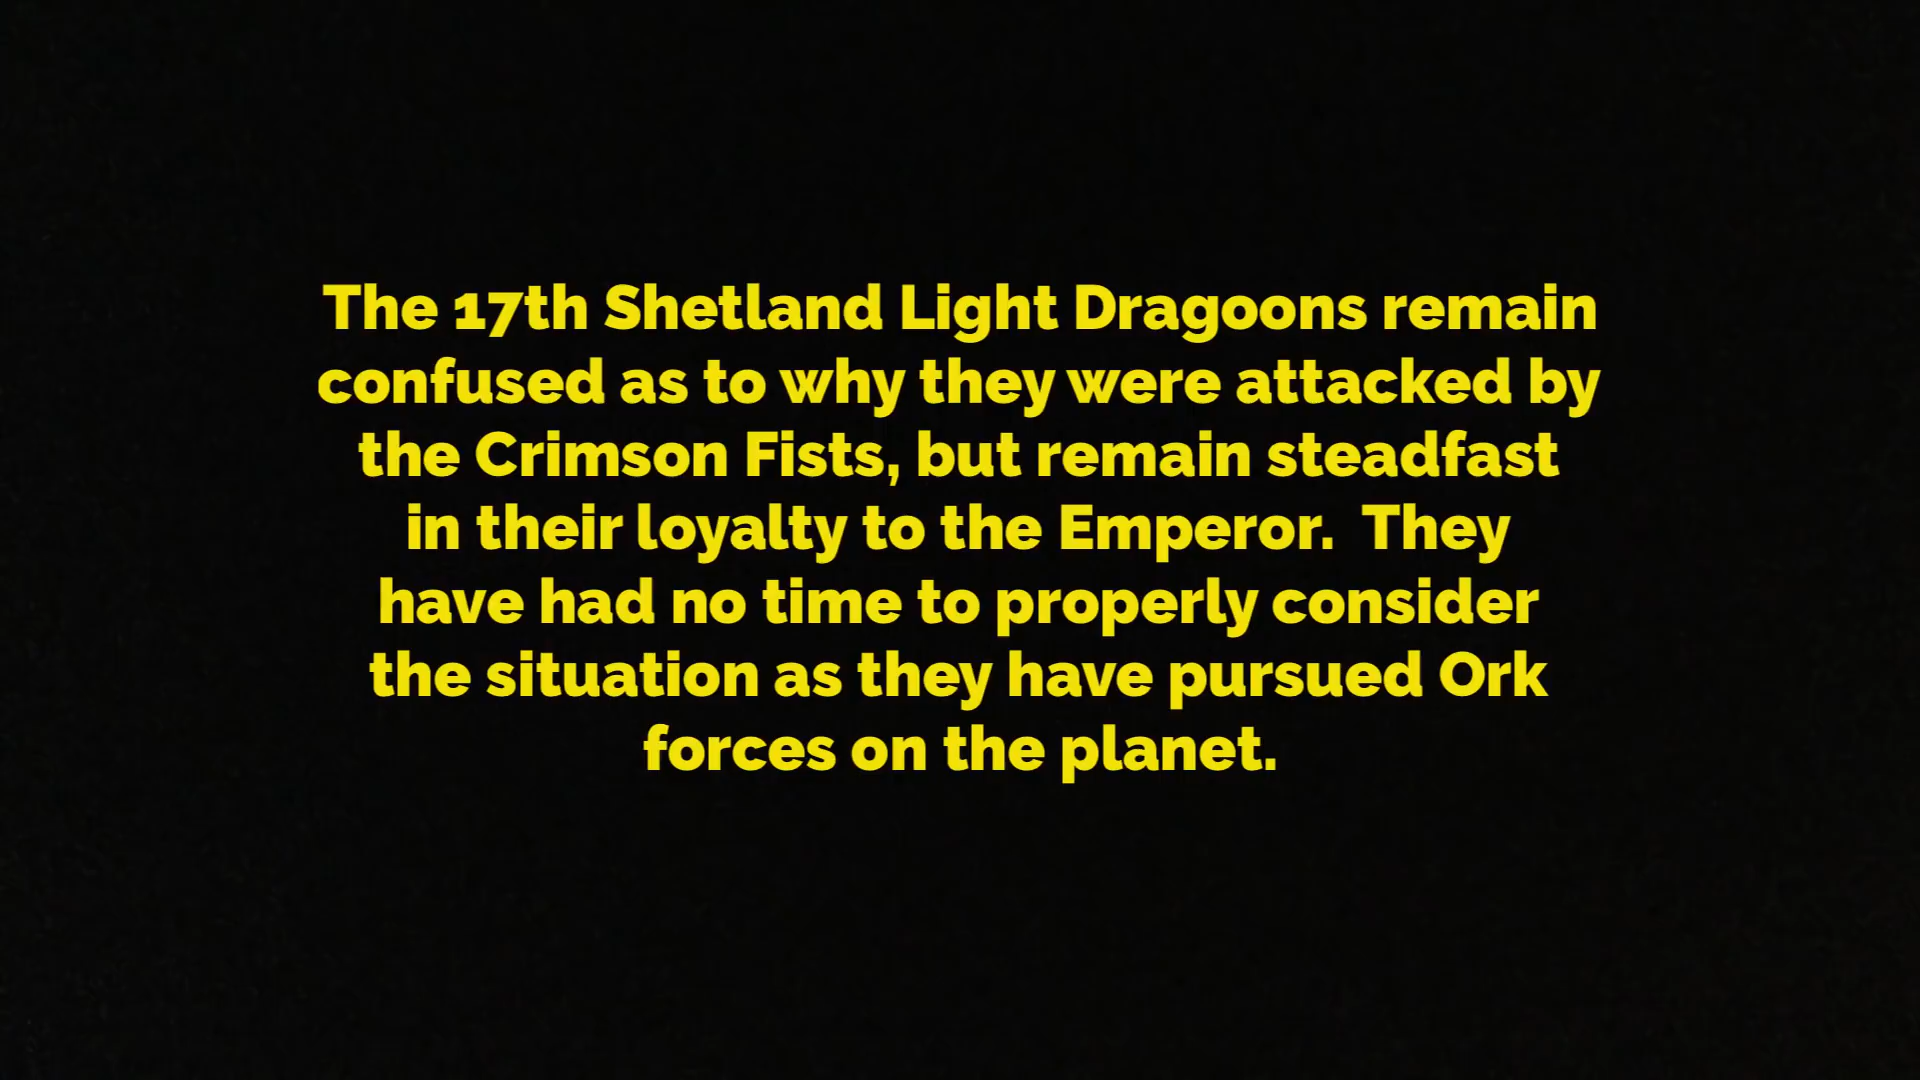 The 17th Shetland Light Dragoons remain
confused as to why they were attacked by
the Crimson Fists, but remain steadfast
in their loyalty to the Emperor.  They
have had no time to properly consider
the situation as they have pursued Ork
forces on the planet.